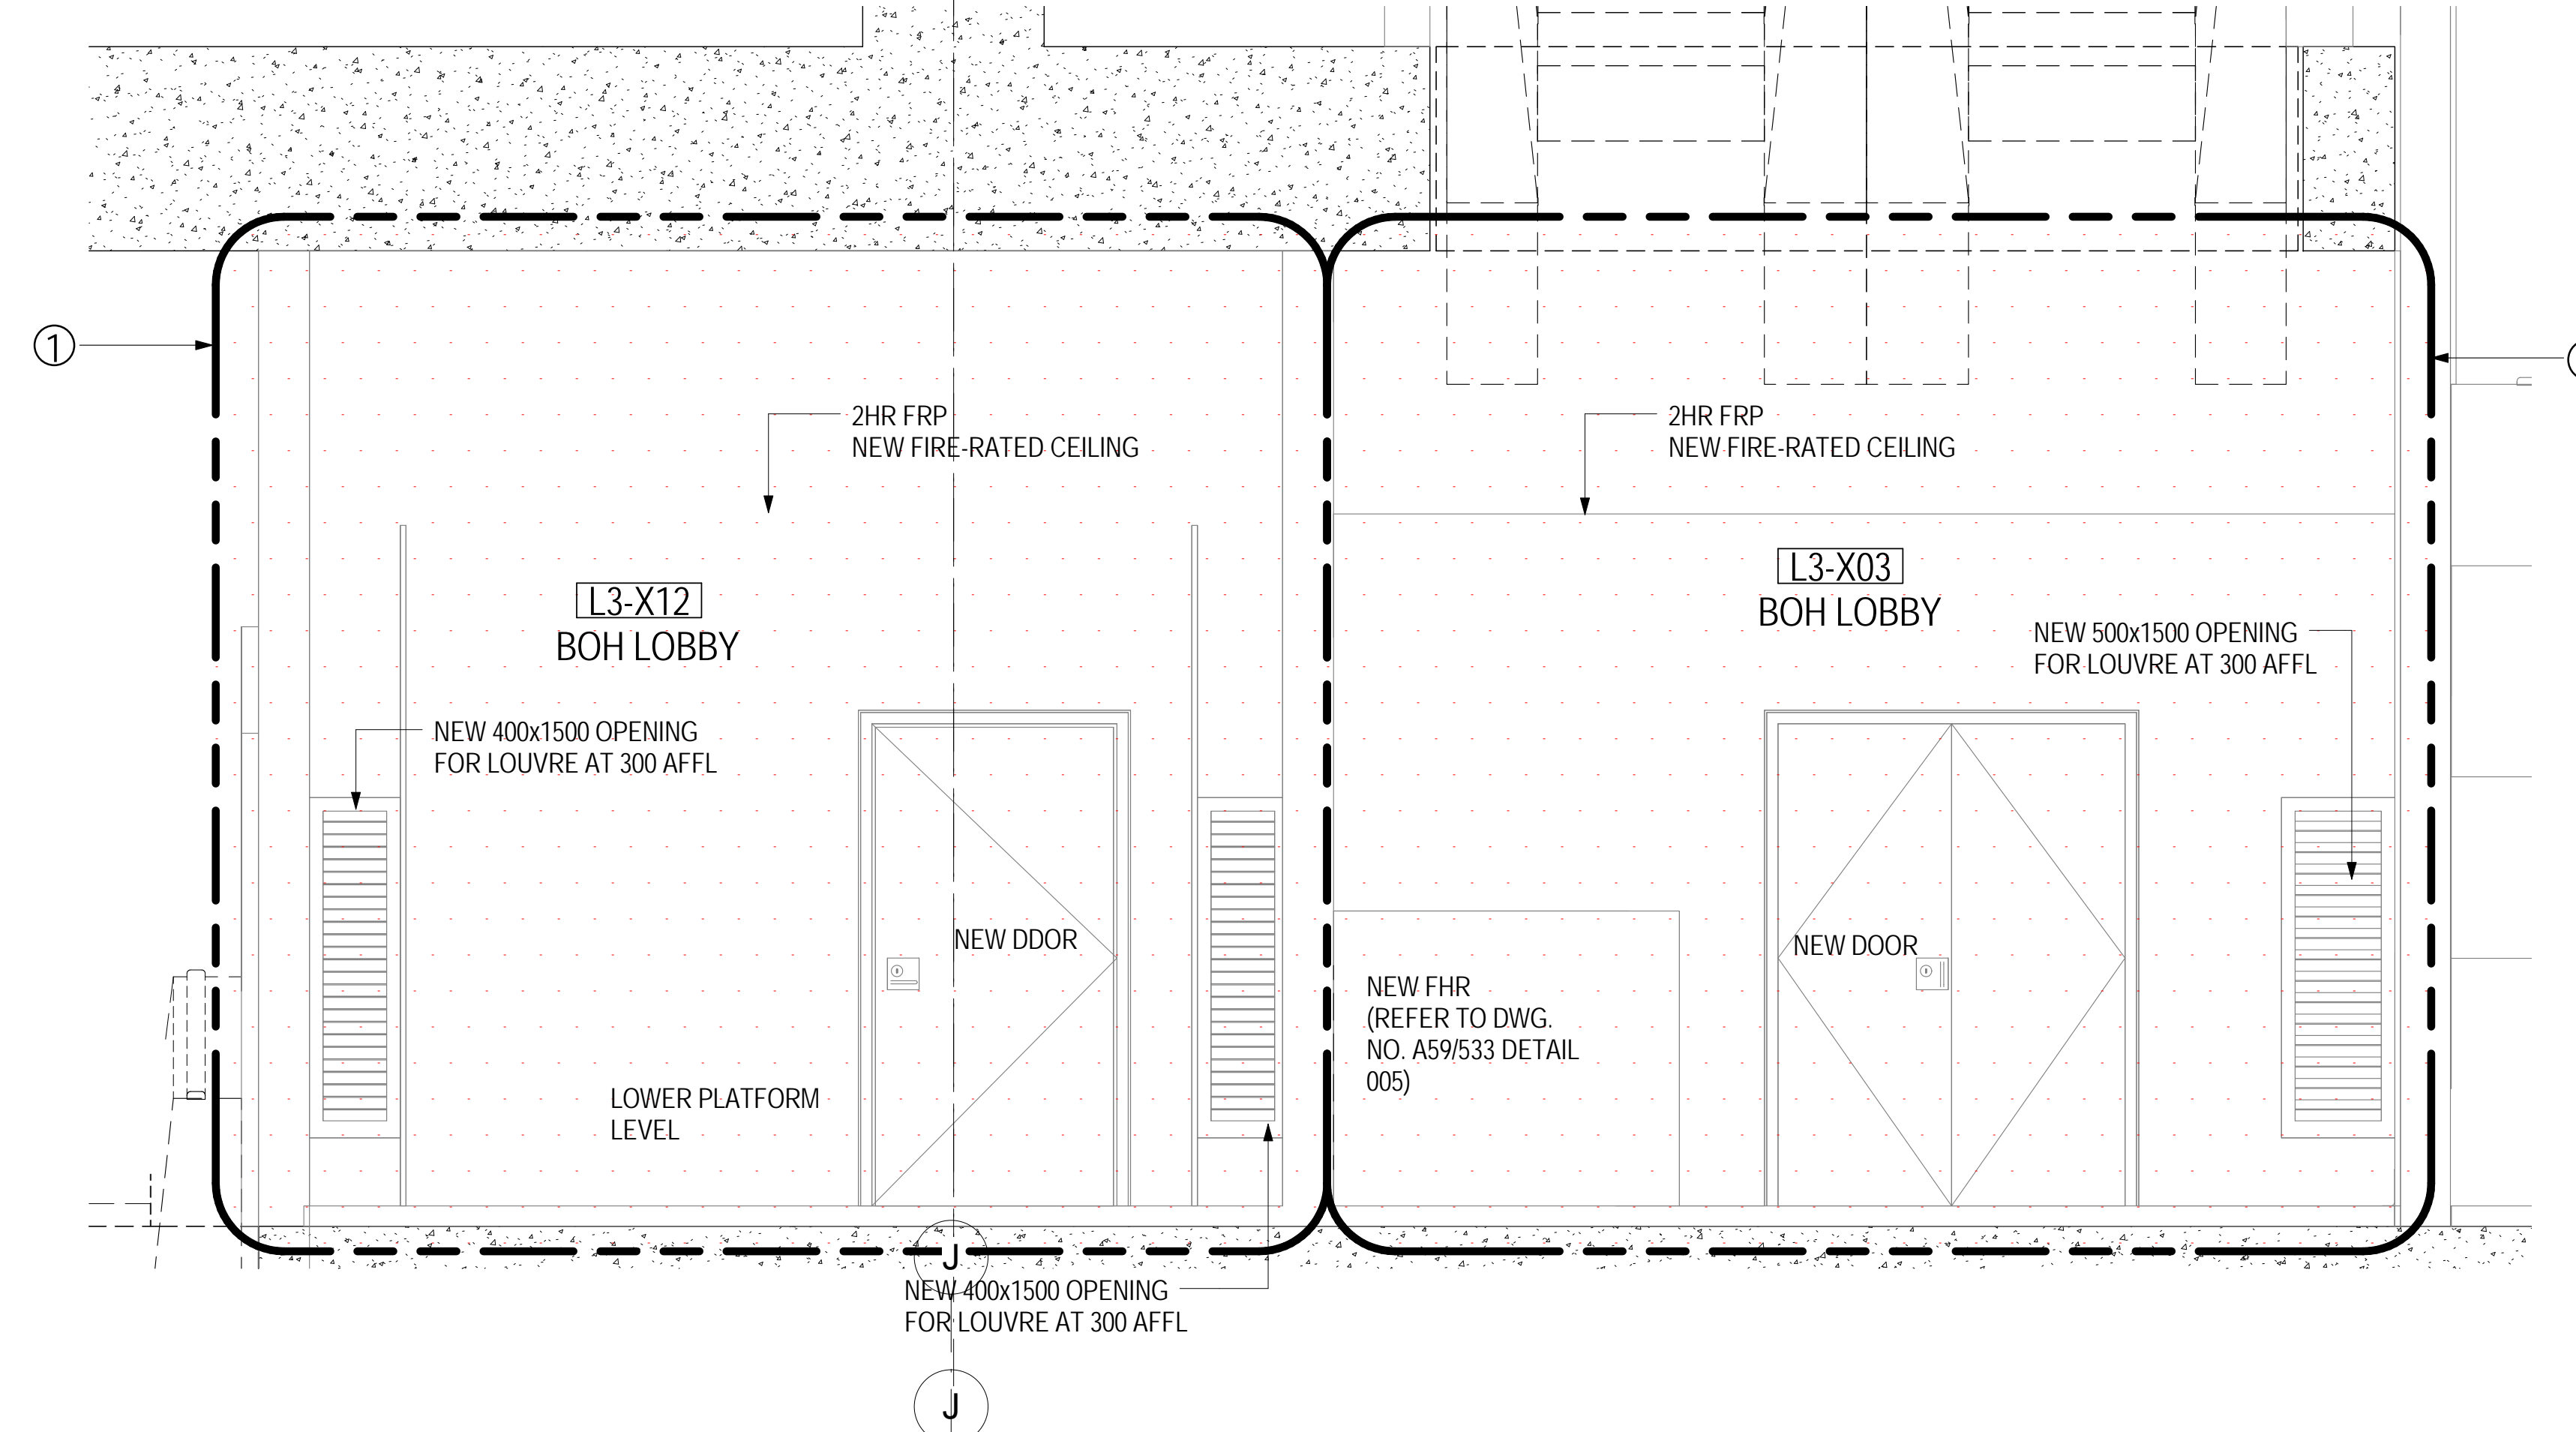 1
2HR FRP
NEW FIRE-RATED CEILING
2HR FRP
NEW FIRE-RATED CEILING
L3-X12
BOH LOBBY
L3-X03
BOH LOBBY
NEW 500x1500 OPENING
FOR LOUVRE AT 300 AFFL
NEW 400x1500 OPENING
FOR LOUVRE AT 300 AFFL
NEW DDOR
NEW DOOR
NEW FHR
(REFER TO DWG.
NO. A59/533 DETAIL
005)
LOWER PLATFORM
LEVEL
J
NEW 400x1500 OPENING
FOR LOUVRE AT 300 AFFL
J